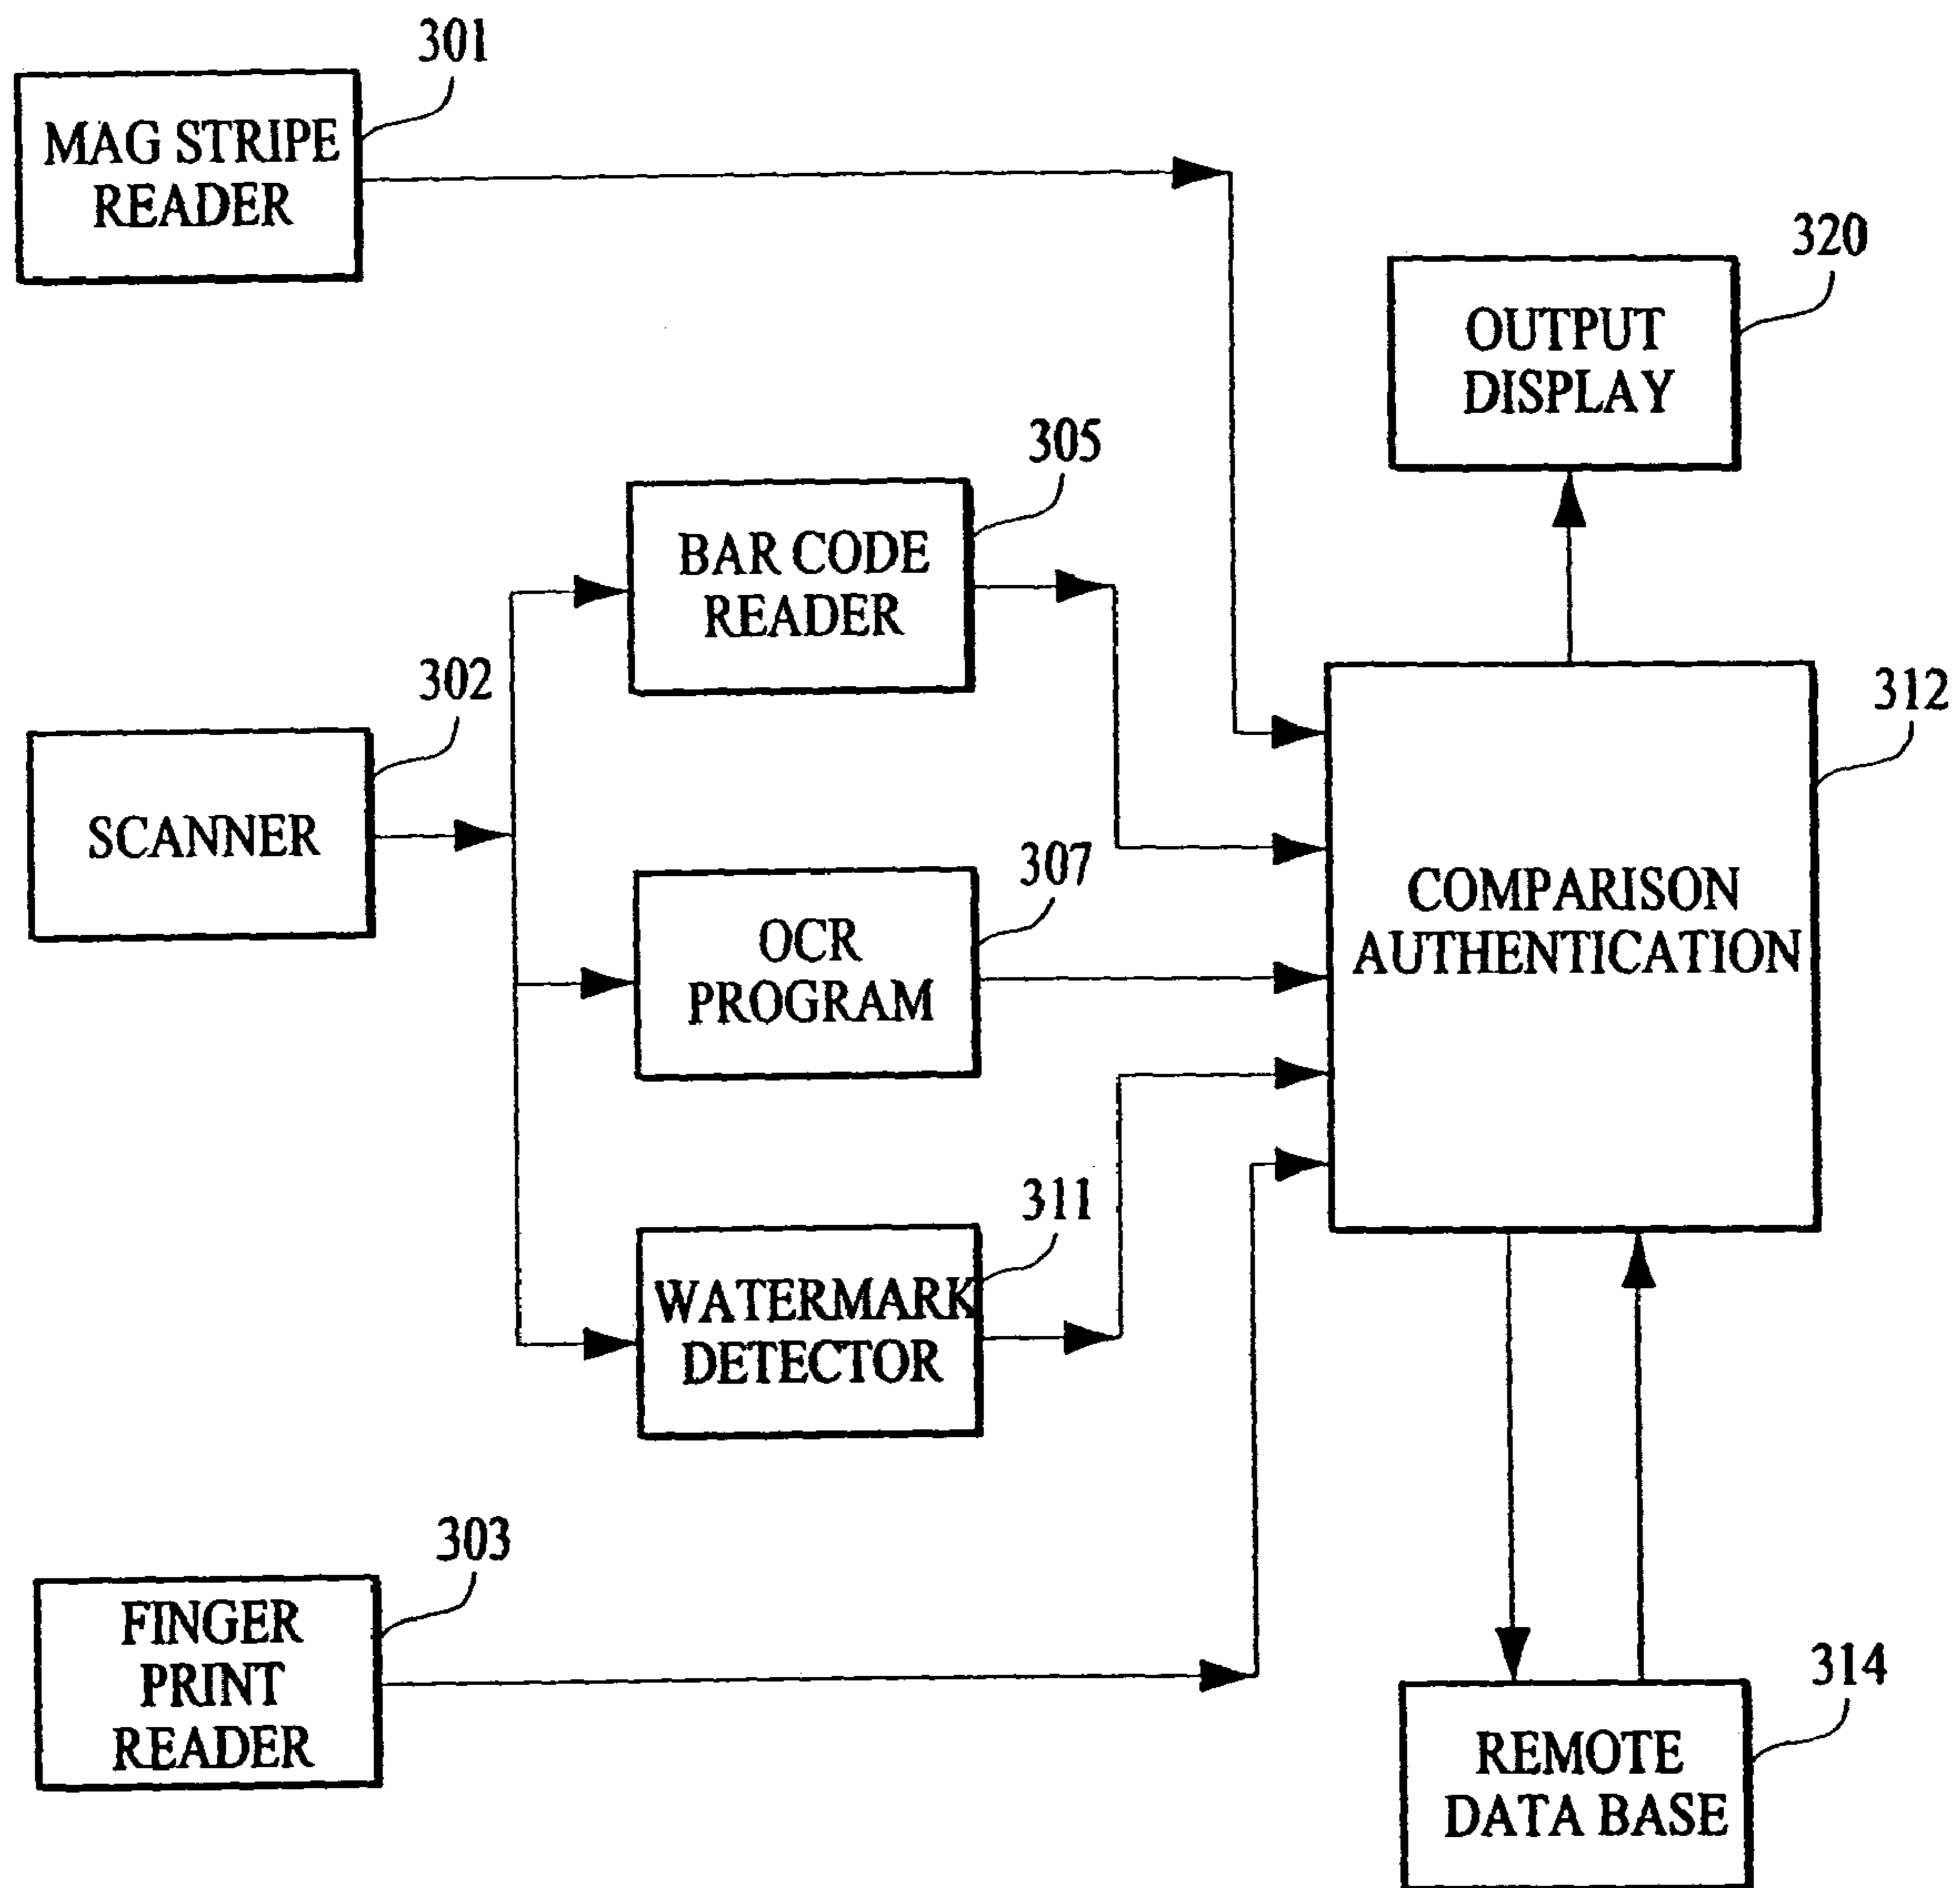 301
MAG STRIPE
READER
320
OUTPUT
DISPLAY
305
BAR CODE
READER
302
SCANNER
312
COMPARISON
AUTHENTICATION
307
OCR
PROGRAM
311
WATERMARK
DETECTOR
303
FINGER
PRINT
READER
314
REMOTE
DATA BASE